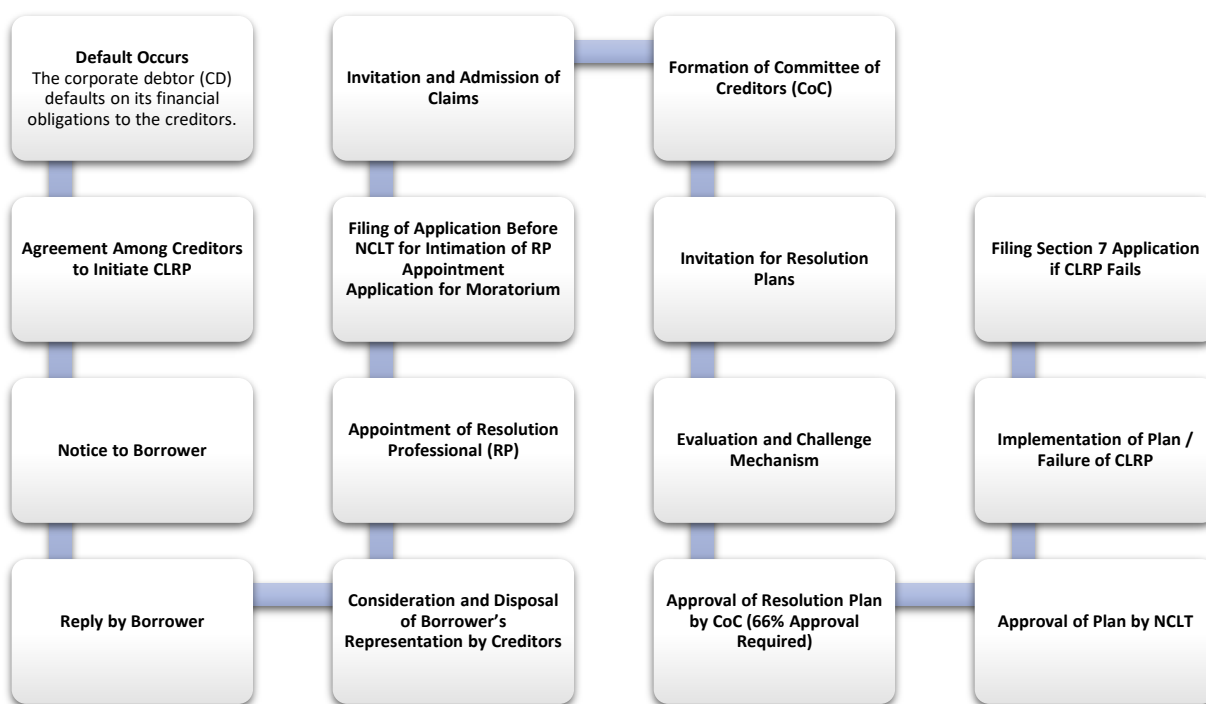 Default Occurs
The corporate debtor (CD)
defaults on its financial
obligations to the creditors.
Agreement Among Creditors
to Initiate CLRP
Notice to Borrower
Reply by Borrower
Consideration and Disposal
of Borrower’s
Representation by Creditors
Appointment of Resolution
Professional (RP)
Filing of Application Before
NCLT for Intimation of RP
Appointment
Application for Moratorium
Invitation and Admission of
Claims
Formation of Committee of
Creditors (CoC)
Invitation for Resolution
Plans
Evaluation and Challenge
Mechanism
Approval of Resolution Plan
by CoC (66% Approval
Required)
Approval of Plan by NCLT
Implementation of Plan /
Failure of CLRP
Filing Section 7 Application
if CLRP Fails